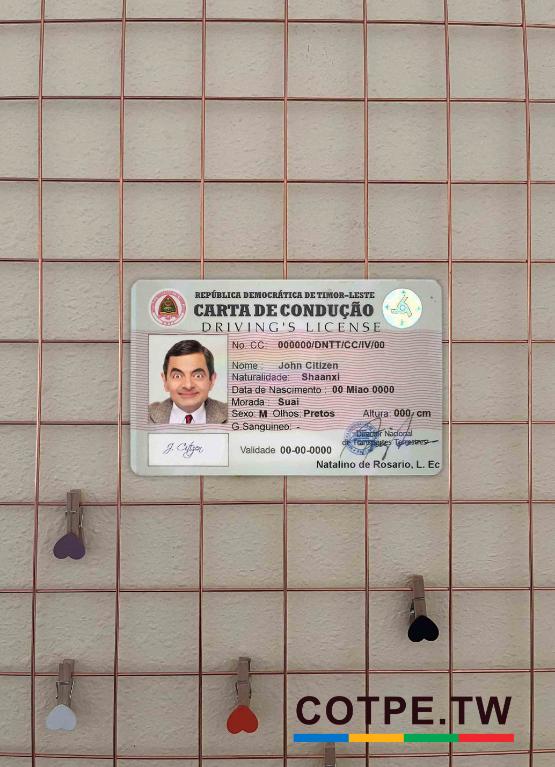 REPÚBLICA DEMOCRÁTICA DE TIMOR-LESTE
CARTA DE CONDUÇÃO
DRIVING'S LICENSE
No. CC: 000000/DNTT/CC/IV/00
Nome : John Citizen
Naturalidade: Shaanxi
Data de Nascimento : 00 Miao 0000
Morada : Suai
Sexo: M Olhos: Pretos Altura: 000, cm
G.Sanguineo: -
Director Nacional
de Transportes Terrestres
J. Citizen
Validade 00-00-0000
Natalino de Rosario, L. Ec
COTPE.TW